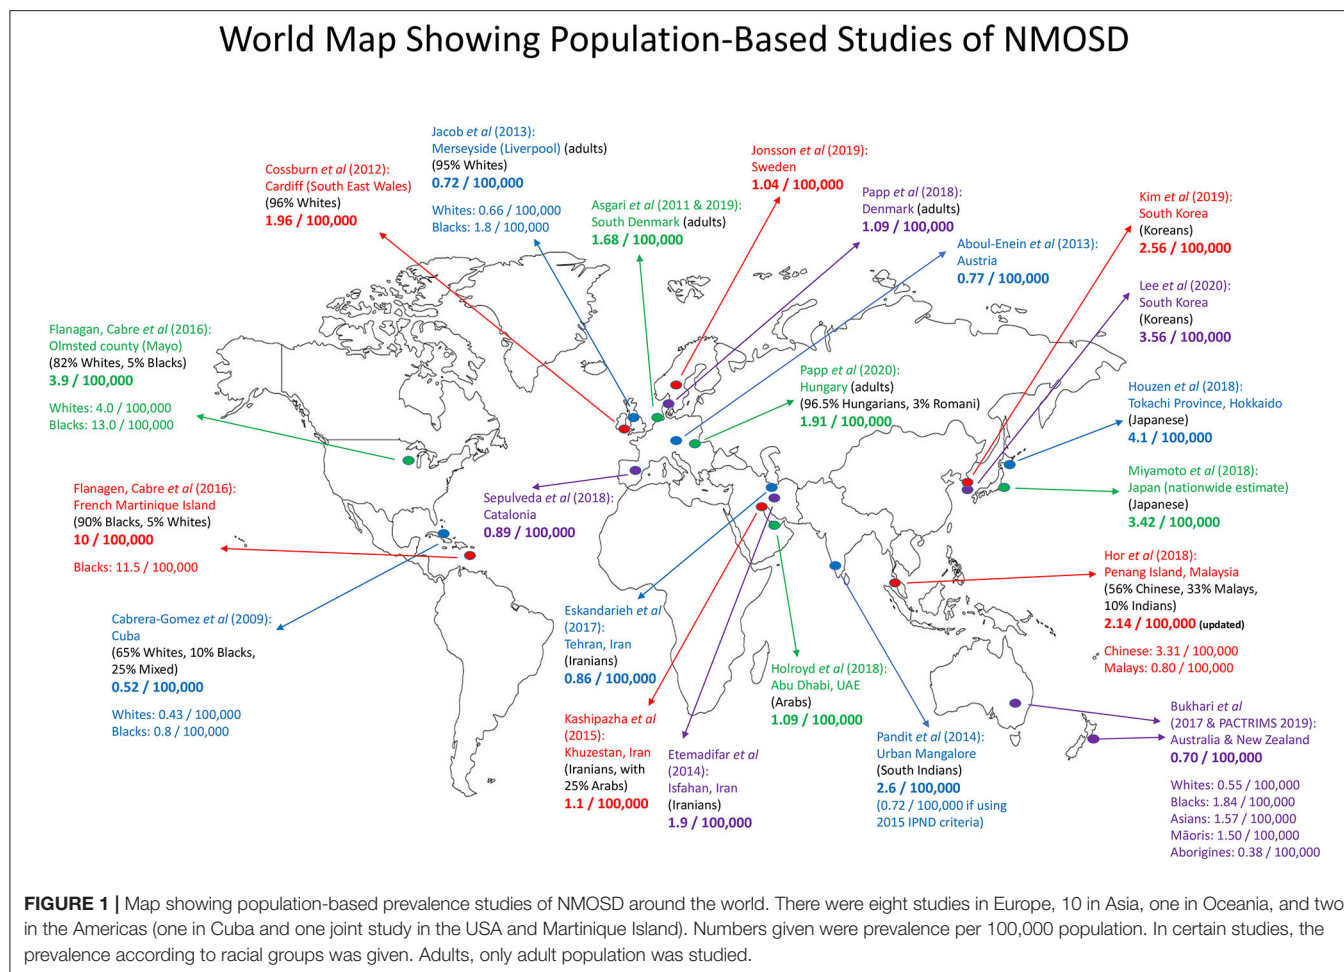 World Map Showing Population-Based Studies of NMOSD
Jacob et al (2013):
Merseyside (Liverpool) (adults)
(95% Whites)
0.72 / 100,000
Whites: 0.66 / 100,000
Blacks: 1.8 / 100,000
Cossburn et al (2012):
Cardiff (South East Wales)
(96% Whites)
1.96 / 100,000
Asgari et al (2011 & 2019):
South Denmark (adults)
1.68 / 100,000
Jonsson et al (2019):
Sweden
1.04 / 100,000
Papp et al (2018):
Denmark (adults)
1.09 / 100,000
Aboul-Enein et al (2013):
Austria
0.77 / 100,000
Kim et al (2019):
South Korea
(Koreans)
2.56 / 100,000
Lee et al (2020):
South Korea
(Koreans)
3.56 / 100,000
Flanagan, Cabre et al (2016):
Olmsted county (Mayo)
(82% Whites, 5% Blacks)
3.9 / 100,000
Whites: 4.0 / 100,000
Blacks: 13.0 / 100,000
Papp et al (2020):
Hungary (adults)
(96.5% Hungarians, 3% Romani)
1.91 / 100,000
Houzen et al (2018):
Tokachi Province, Hokkaido
(Japanese)
4.1 / 100,000
Miyamoto et al (2018):
Japan (nationwide estimate)
(Japanese)
3.42 / 100,000
Flanagen, Cabre et al (2016):
French Martinique Island
(90% Blacks, 5% Whites)
10 / 100,000
Blacks: 11.5 / 100,000
Sepulveda et al (2018):
Catalonia
0.89 / 100,000
Hor et al (2018):
Penang Island, Malaysia
(56% Chinese, 33% Malays,
10% Indians)
2.14 / 100,000 (updated)
Chinese: 3.31 / 100,000
Malays: 0.80 / 100,000
Cabrera-Gomez et al (2009):
Cuba
(65% Whites, 10% Blacks,
25% Mixed)
0.52 / 100,000
Whites: 0.43 / 100,000
Blacks: 0.8 / 100,000
Eskandarieh et al
(2017):
Tehran, Iran
(Iranians)
0.86 / 100,000
Kashipazha et al
(2015):
Khuzestan, Iran
(Iranians, with
25% Arabs)
1.1 / 100,000
Etemadifar et al
(2014):
Isfahan, Iran
(Iranians)
1.9 / 100,000
Holroyd et al (2018):
Abu Dhabi, UAE
(Arabs)
1.09 / 100,000
Pandit et al (2014):
Urban Mangalore
(South Indians)
2.6 / 100,000
(0.72 / 100,000 if using
2015 IPND criteria)
Bukhari et al
(2017 & PACTRIMS 2019):
Australia & New Zealand
0.70 / 100,000
Whites: 0.55 / 100,000
Blacks: 1.84 / 100,000
Asians: 1.57 / 100,000
Māoris: 1.50 / 100,000
Aborigines: 0.38 / 100,000
FIGURE 1 | Map showing population-based prevalence studies of NMOSD around the world. There were eight studies in Europe, 10 in Asia, one in Oceania, and two
in the Americas (one in Cuba and one joint study in the USA and Martinique Island). Numbers given were prevalence per 100,000 population. In certain studies, the
prevalence according to racial groups was given. Adults, only adult population was studied.